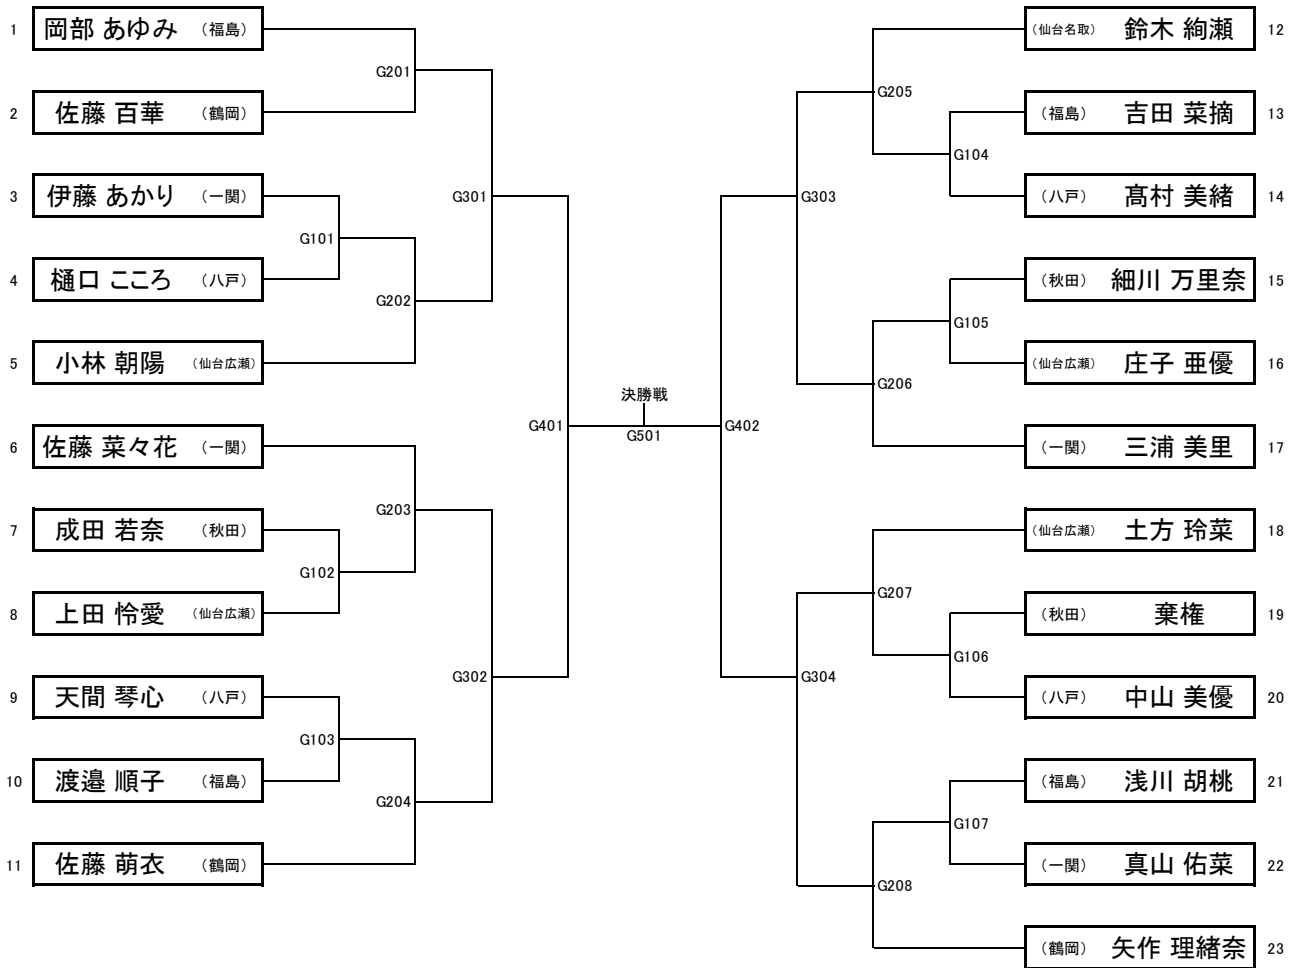 1 岡部 あゆみ （福島）
G201
2 佐藤 百華 （鶴岡）
G301
3 伊藤 あかり （一関）
G101
4 樋口 こころ （八戸）
G202
5 小林 朝陽 （仙台広瀬）
G401
6 佐藤 菜々花 （一関）
G203
7 成田 若奈 （秋田）
G102
8 上田 怜愛 （仙台広瀬）
G302
9 天間 琴心 （八戸）
G103
10 渡邉 順子 （福島）
G204
11 佐藤 萌衣 （鶴岡）
決勝戦
G501
（仙台名取） 鈴木 絢瀬 12
G205
（福島） 吉田 菜摘 13
G104
（八戸） 髙村 美緒 14
G303
（秋田） 細川 万里奈 15
G105
（仙台広瀬） 庄子 亜優 16
G206
（一関） 三浦 美里 17
G402
（仙台広瀬） 土方 玲菜 18
G207
（秋田） 棄権 19
G106
（八戸） 中山 美優 20
G304
（福島） 浅川 胡桃 21
G107
（一関） 真山 佑菜 22
G208
（鶴岡） 矢作 理緒奈 23